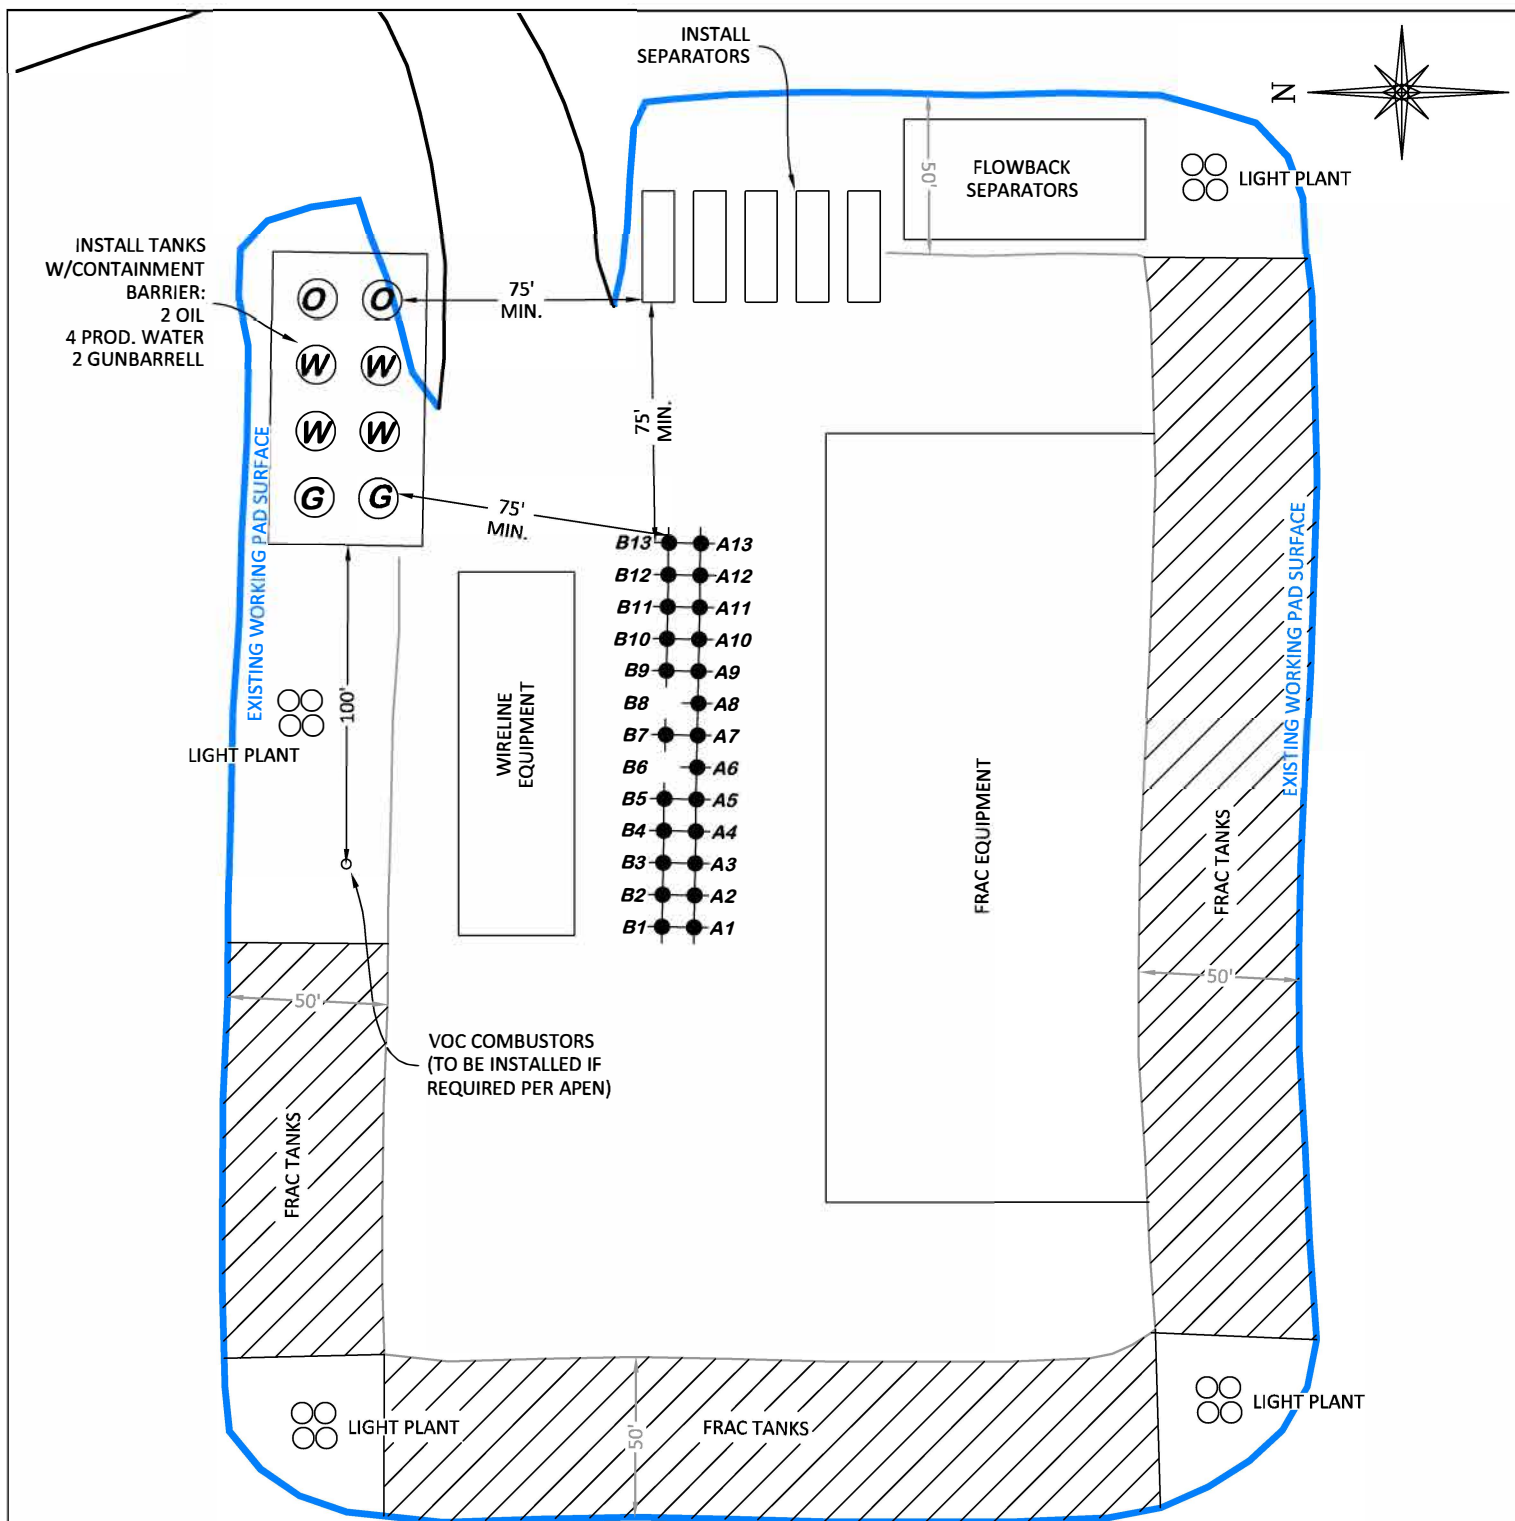 INSTALL
SEPARATORS
N
50'
FLOWBACK
SEPARATORS
LIGHT PLANT
INSTALL TANKS
W/CONTAINMENT
BARRIER:
2 OIL
4 PROD. WATER
2 GUNBARRELL
O O
W W
W W
G G
75'
MIN.
75'
MIN.
75'
MIN.
EXISTING WORKING PAD SURFACE
EXISTING WORKING PAD SURFACE
B13 A13
B12 A12
B11 A11
B10 A10
B9 A9
B8 A8
B7 A7
B6 A6
B5 A5
B4 A4
B3 A3
B2 A2
B1 A1
100'
LIGHT PLANT
WIRELINE
EQUIPMENT
FRAC EQUIPMENT
FRAC TANKS
50'
50'
VOC COMBUSTORS
(TO BE INSTALLED IF
REQUIRED PER APEN)
FRAC TANKS
LIGHT PLANT
50'
FRAC TANKS
LIGHT PLANT